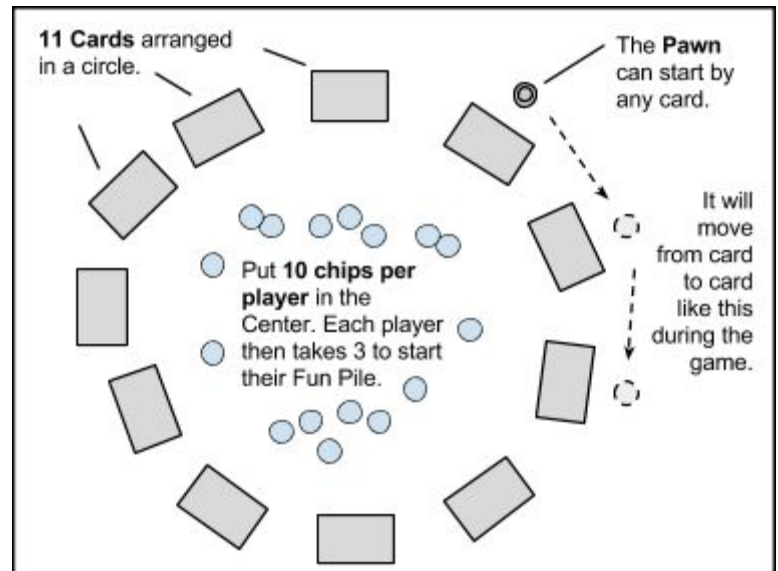 11 Cards arranged
in a circle.
The Pawn
can start by
any card.
It will
move
from card
to card
like this
during the
game.
Put 10 chips per
player in the
Center. Each player
then takes 3 to start
their Fun Pile.